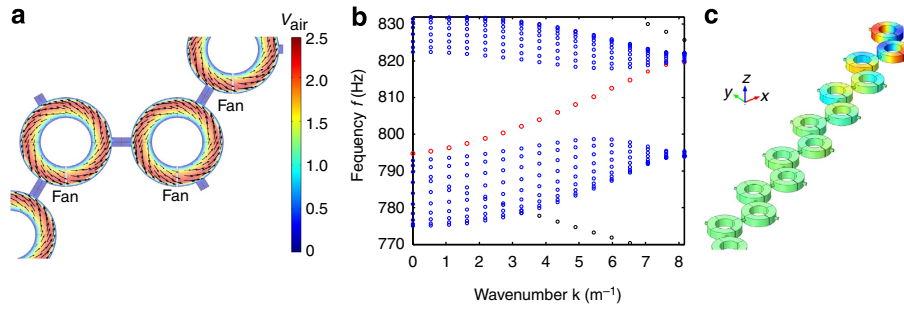 a
V air
2.5
2.0
1.5
1.0
0.5
0
Fan
Fan
Fan
b
Fequency f (Hz)
830
820
810
800
790
780
770
0 1 2 3 4 5 6 7 8
Wavenumber k (m⁻¹)
c
z
y
x